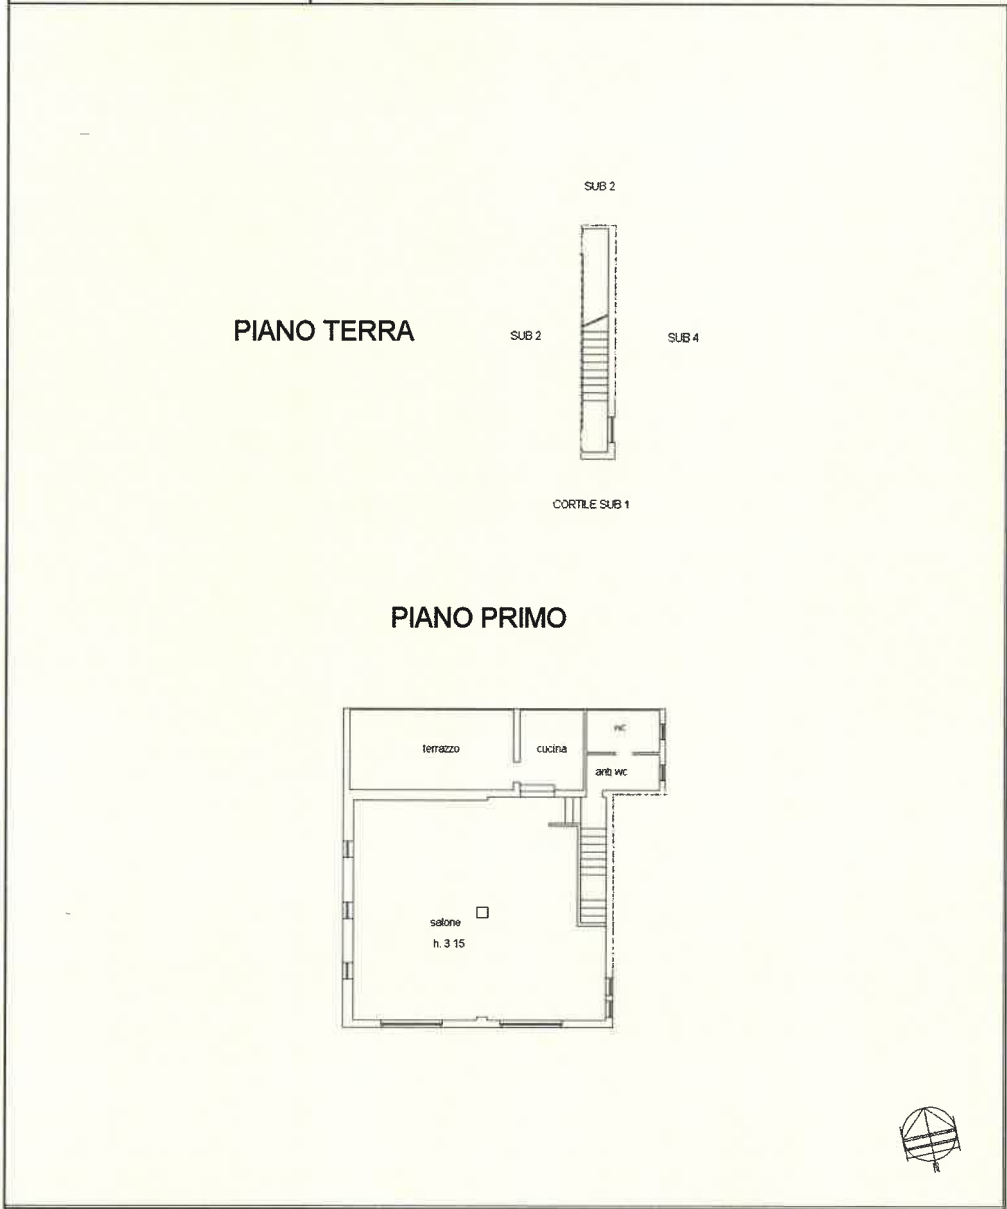 SUB 2
PIANO TERRA
SUB 2
SUB 4
CORTILE SUB 1
PIANO PRIMO
terrazzo
cucina
wc
anti wc
salone
h. 3 15